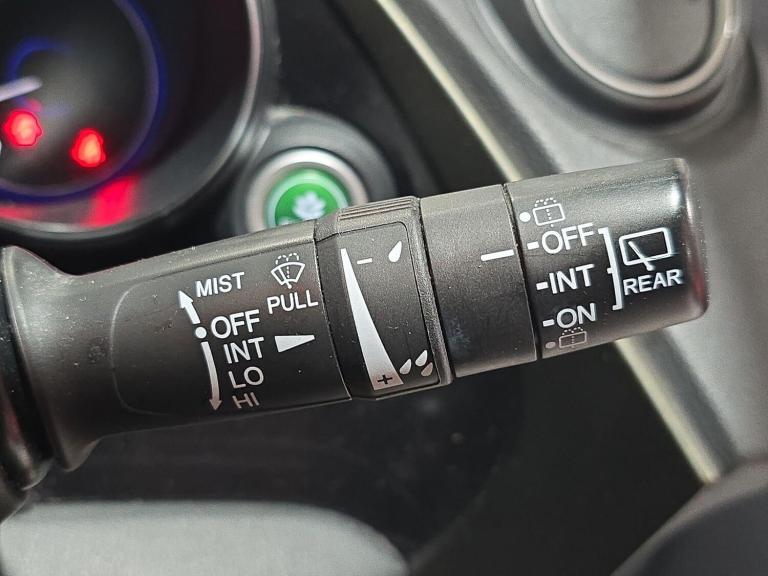 MIST
PULL
OFF
INT
LO
HI
-
+
OFF
INT
ON
REAR